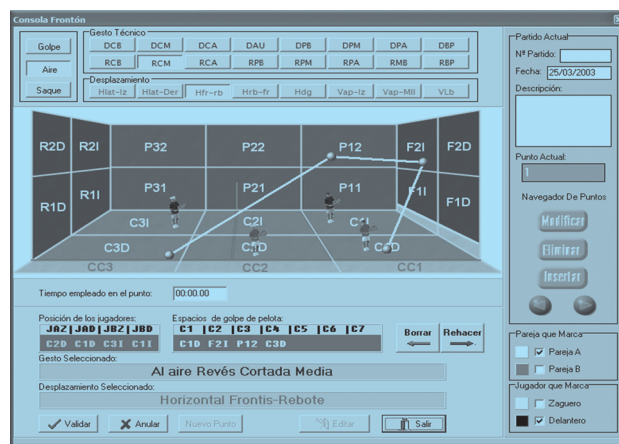 Consola Frontón
Golpe
Aire
Saque
Gesto Técnico
DCB DCM DCA DAU DPB DPM DPA DBP
RCB RCM RCA RPB RPM RPA RMB RBP
Desplazamiento
Hlat-Iz Hlat-Der Hfr-rb Hrb-fr Hdg Vap-Iz Vap-Mil VLb
Partido Actual
Nº Partido:
Fecha: 25/03/2003
Descripción:
Punto Actual:
1
Navegador De Puntos
Modificar
Eliminar
Insertar
R2D R2I P32 P22 P12 F2I F2D
R1D R1I P31 P21 P11 F1I F1D
C3I C2I C1I
C3D C2D C1D
CC3 CC2 CC1
Tiempo empleado en el punto: 00:00.00
Posición de los jugadores:
JAZ|JAD|JBZ|JBD
C2D C1D C3I C1I
Espacios de golpe de pelota:
C1 |C2 |C3 |C4 |C5 |C6 |C7
C1D F2I P12 C3D
Borrar
Rehacer
Gesto Seleccionado:
Al aire Revés Cortada Media
Desplazamiento Seleccionado:
Horizontal Frontis-Rebote
Validar Anular Nuevo Punto Editar Salir
Pareja que Marca
Pareja A
Pareja B
Jugador que Marca
Zaguero
Delantero